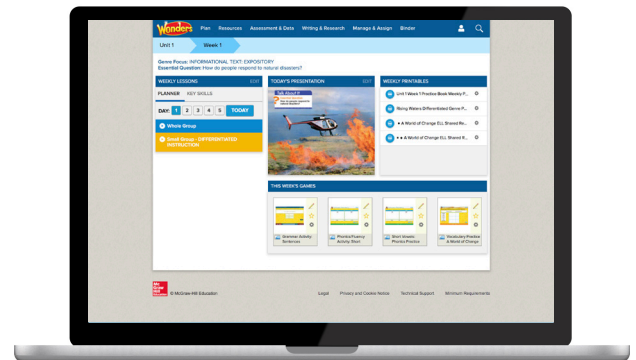 Wonders
Plan Resources Assessment & Data Writing & Research Manage & Assign Binder
Unit 1 Week 1
Genre Focus: INFORMATIONAL TEXT: EXPOSITORY
Essential Question: How do people respond to natural disasters?
WEEKLY LESSONS EDIT
PLANNER KEY SKILLS
DAY: 1 2 3 4 5 TODAY
Whole Group
Small Group - DIFFERENTIATED
INSTRUCTION
TODAY'S PRESENTATION EDIT
Talk About It
WEEKLY PRINTABLES
Unit 1 Week 1 Practice Book Weekly P...
Rising Waters Differentiated Genre P...
• A World of Change ELL Shared Re...
• • A World of Change ELL Shared R...
THIS WEEK'S GAMES
Grammar Activity:
Sentences
Phonics/Fluency
Activity: Short
Short Vowels:
Phonics Practice
Vocabulary Practice
A World of Change
Mc
Graw
Hill
Education
© McGraw-Hill Education
Legal Privacy and Cookie Notice Technical Support Minimum Requirements